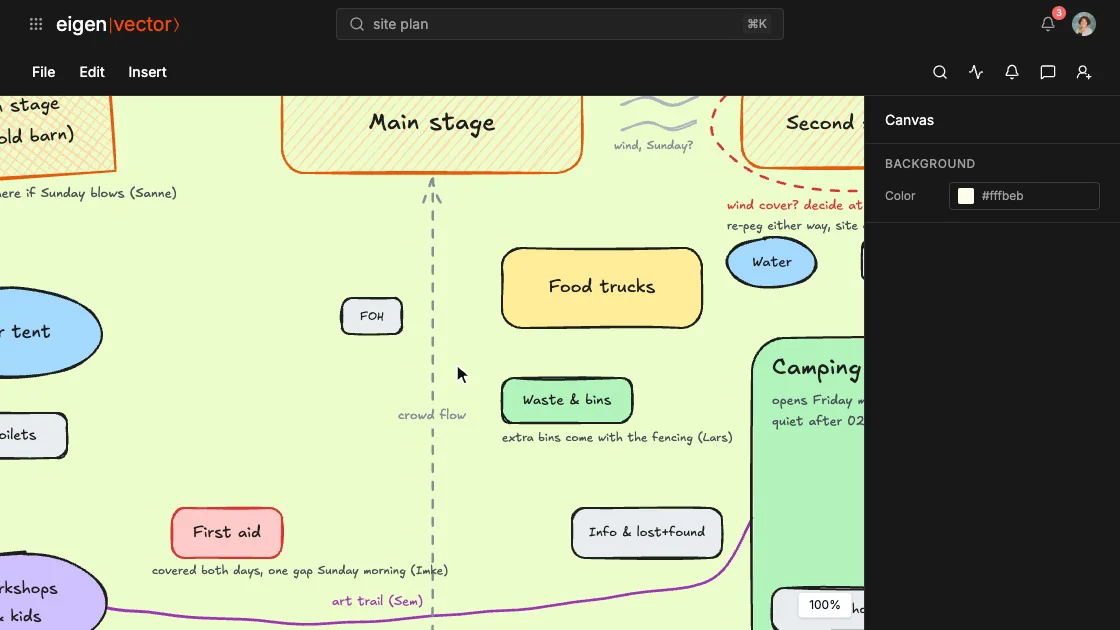 eigen|vector⟩
site plan
⌘K
3
File Edit Insert
stage
old barn)
here if Sunday blows (Sanne)
Main stage
wind, Sunday?
Second
wind cover? decide at
re-peg either way, site
Water
Food trucks
FOH
tent
Camping
opens Friday
quiet after 02
Waste & bins
extra bins come with the fencing (Lars)
crowd flow
oilets
First aid
covered both days, one gap Sunday morning (Imke)
Info & lost+found
art trail (Sem)
rkshops
& kids
100%
Canvas
BACKGROUND
Color
#fffbeb